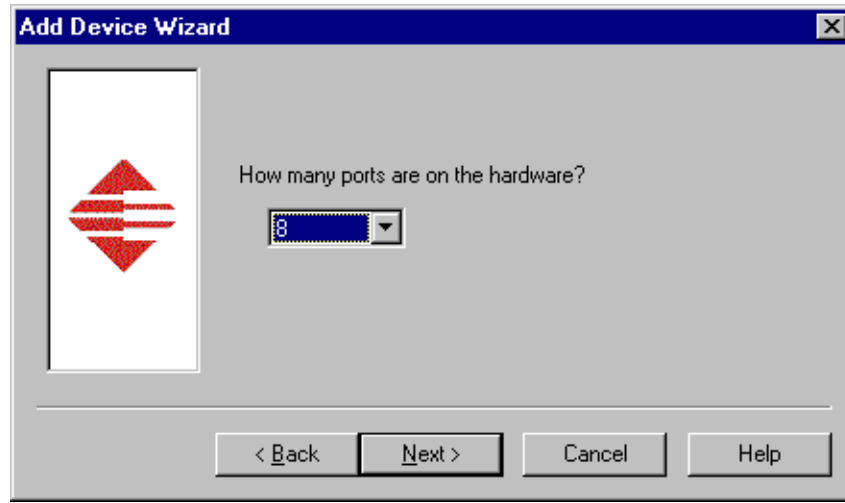 Add Device Wizard
How many ports are on the hardware?
8
< Back Next > Cancel Help